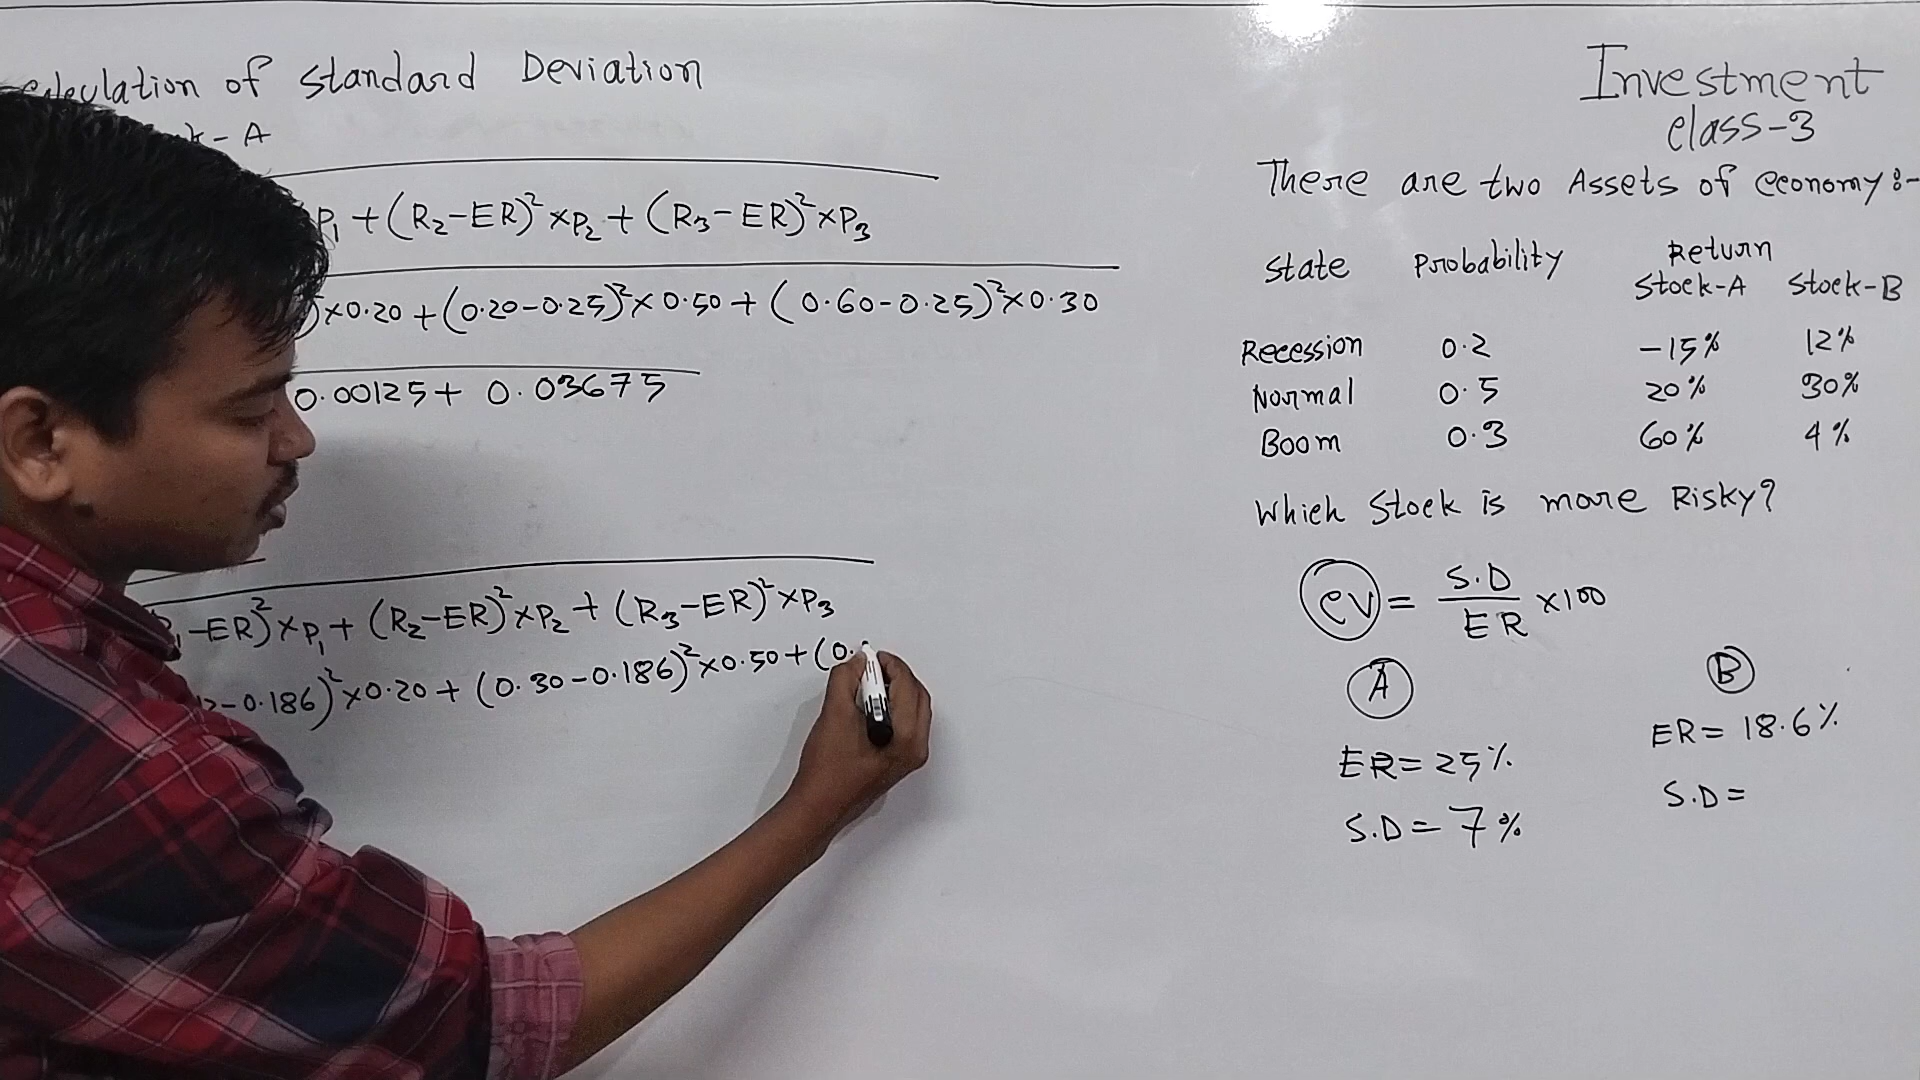 Calculation of Standard Deviation
k-A
P₁ + (R₂-ER)²×P₂ + (R₃-ER)²×P₃
)²×0.20 + (0.20-0.25)²×0.50 + (0.60-0.25)²×0.30
0.00125 + 0.03675
-ER)²×P₁ + (R₂-ER)²×P₂ + (R₃-ER)²×P₃
-0.186)²×0.20 + (0.30-0.186)²×0.50 + (0.
Investment
class-3
There are two Assets of economy:-
State Probability Return
Stock-A Stock-B
Recession 0.2 -15% 12%
Normal 0.5 20% 30%
Boom 0.3 60% 4%
Which Stock is more Risky?
CV = S.D/ER ×100
A B
ER = 25% ER = 18.6%
S.D = 7% S.D =